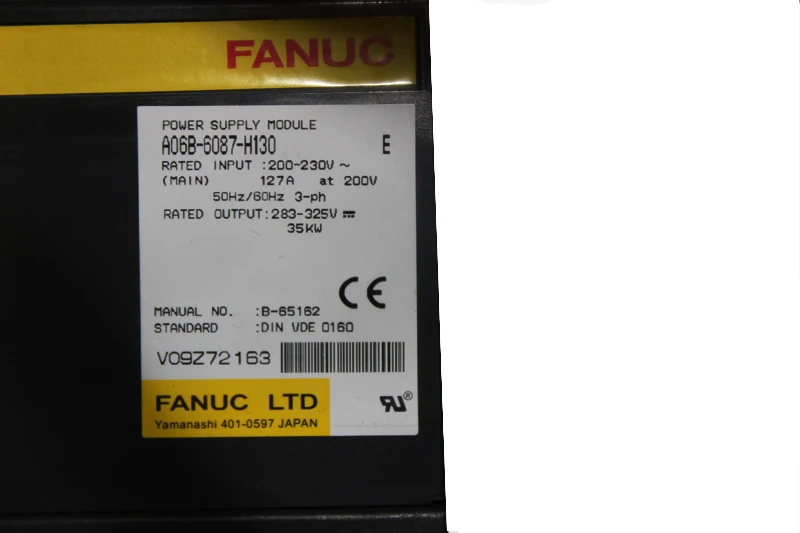 FANUC
POWER SUPPLY MODULE
A06B-6087-H130 E
RATED INPUT :200-230V ~
(MAIN) 127A at 200V
50Hz/60Hz 3-ph
RATED OUTPUT:283-325V ⎓
35KW
CE
MANUAL NO. :B-65162
STANDARD :DIN VDE 0160
V09Z72163
FANUC LTD
Yamanashi 401-0597 JAPAN
RU®